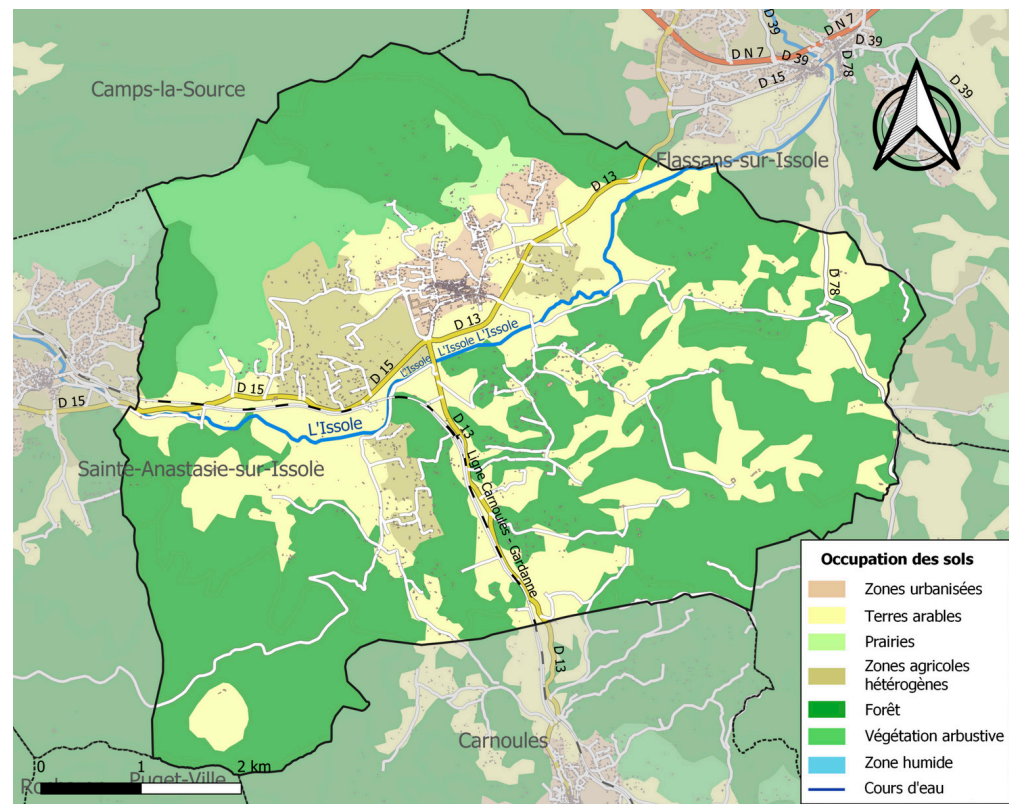 D N 7
D 39
D N 7
D 39
D 39
D 15
D 78
D 39
Camps-la-Source
Flassans-sur-Issole
D 13
D 78
D 13
L'Issole
L'Issole
L'Issole
D 15
D 15
D 15
L'Issole
D 13
Sainte-Anastasie-sur-Issole
Ligne Carnoules - Gardanne
D 13
Carnoules
Puget-Ville
0 1 2 km
Occupation des sols
Zones urbanisées
Terres arables
Prairies
Zones agricoles
hétérogènes
Forêt
Végétation arbustive
Zone humide
Cours d'eau